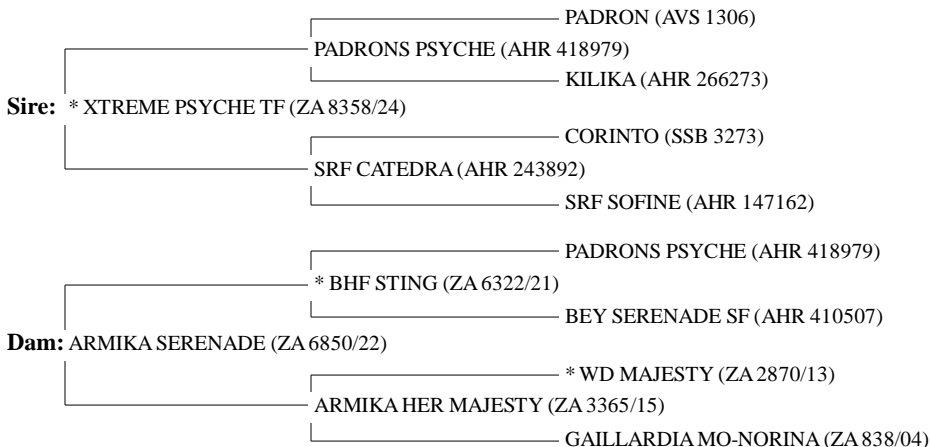 PADRON (AVS 1306)
PADRONS PSYCHE (AHR 418979)
KILIKA (AHR 266273)
Sire: * XTREME PSYCHE TF (ZA 8358/24)
CORINTO (SSB 3273)
SRF CATEDRA (AHR 243892)
SRF SOFINE (AHR 147162)
PADRONS PSYCHE (AHR 418979)
* BHF STING (ZA 6322/21)
BEY SERENADE SF (AHR 410507)
Dam: ARMIKA SERENADE (ZA 6850/22)
* WD MAJESTY (ZA 2870/13)
ARMIKA HER MAJESTY (ZA 3365/15)
GAILLARDIA MO-NORINA (ZA 838/04)